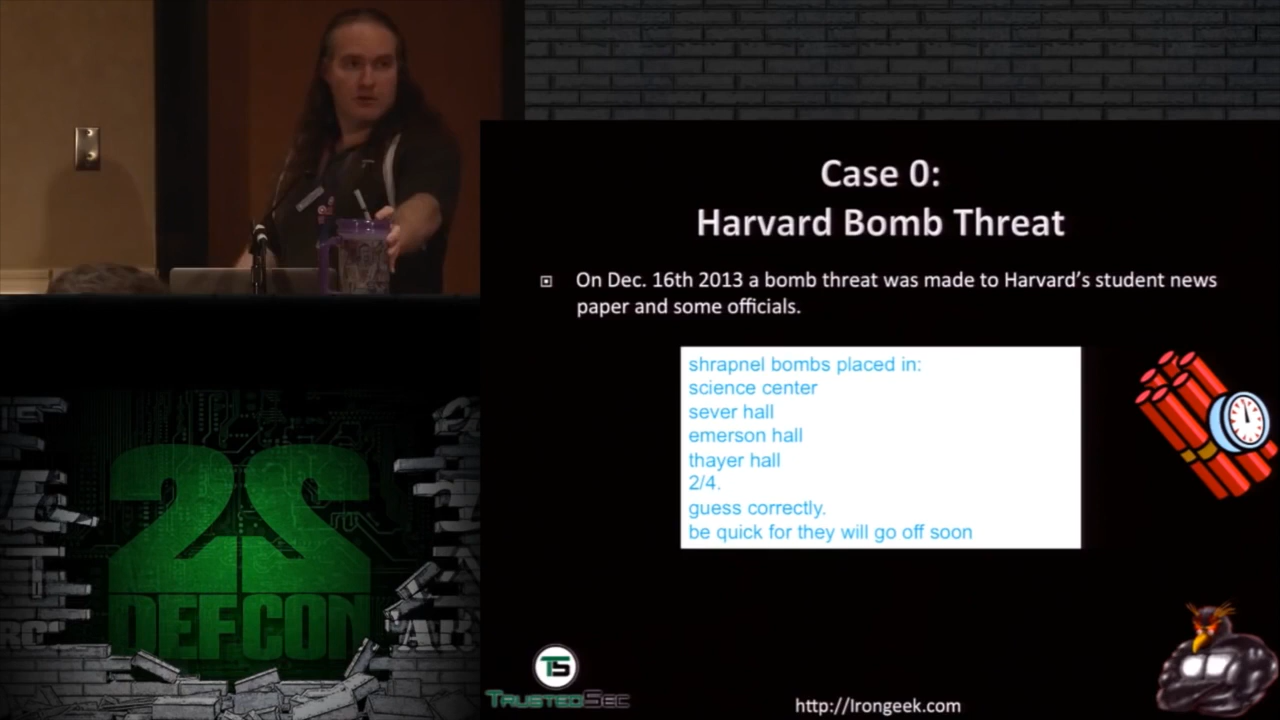 Case 0:
Harvard Bomb Threat
On Dec. 16th 2013 a bomb threat was made to Harvard's student news
paper and some officials.
shrapnel bombs placed in:
science center
sever hall
emerson hall
thayer hall
2/4.
guess correctly.
be quick for they will go off soon
22
DEFCON
TS
TRUSTEDSEC
http://Irongeek.com